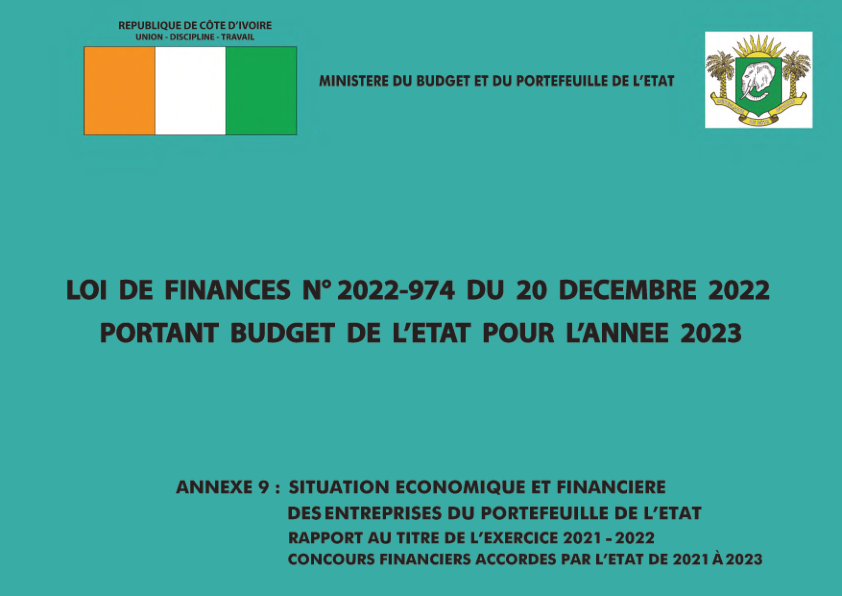 REPUBLIQUE DE CÔTE D'IVOIRE
UNION - DISCIPLINE - TRAVAIL
MINISTERE DU BUDGET ET DU PORTEFEUILLE DE L'ETAT
LOI DE FINANCES N° 2022-974 DU 20 DECEMBRE 2022
PORTANT BUDGET DE L'ETAT POUR L'ANNEE 2023
ANNEXE 9 : SITUATION ECONOMIQUE ET FINANCIERE
DES ENTREPRISES DU PORTEFEUILLE DE L'ETAT
RAPPORT AU TITRE DE L'EXERCICE 2021 - 2022
CONCOURS FINANCIERS ACCORDES PAR L'ETAT DE 2021 À 2023